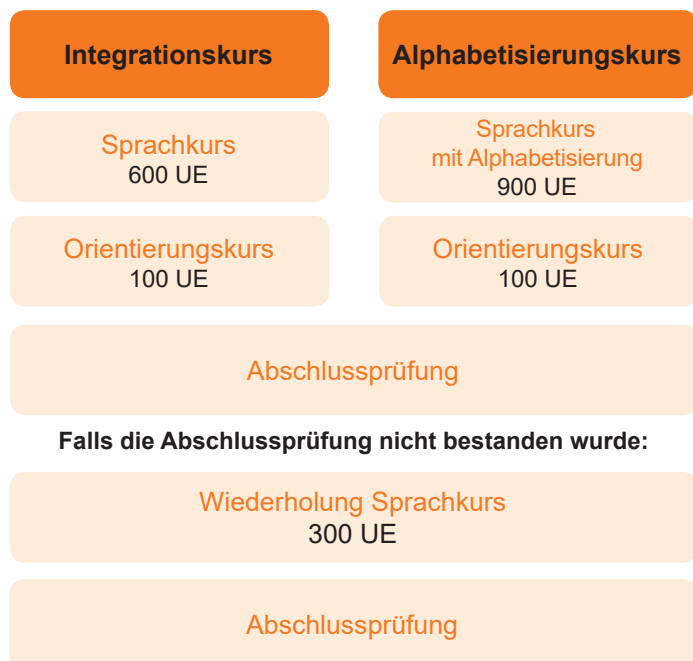 Integrationskurs
Alphabetisierungskurs
Sprachkurs
600 UE
Sprachkurs
mit Alphabetisierung
900 UE
Orientierungskurs
100 UE
Orientierungskurs
100 UE
Abschlussprüfung
Falls die Abschlussprüfung nicht bestanden wurde:
Wiederholung Sprachkurs
300 UE
Abschlussprüfung